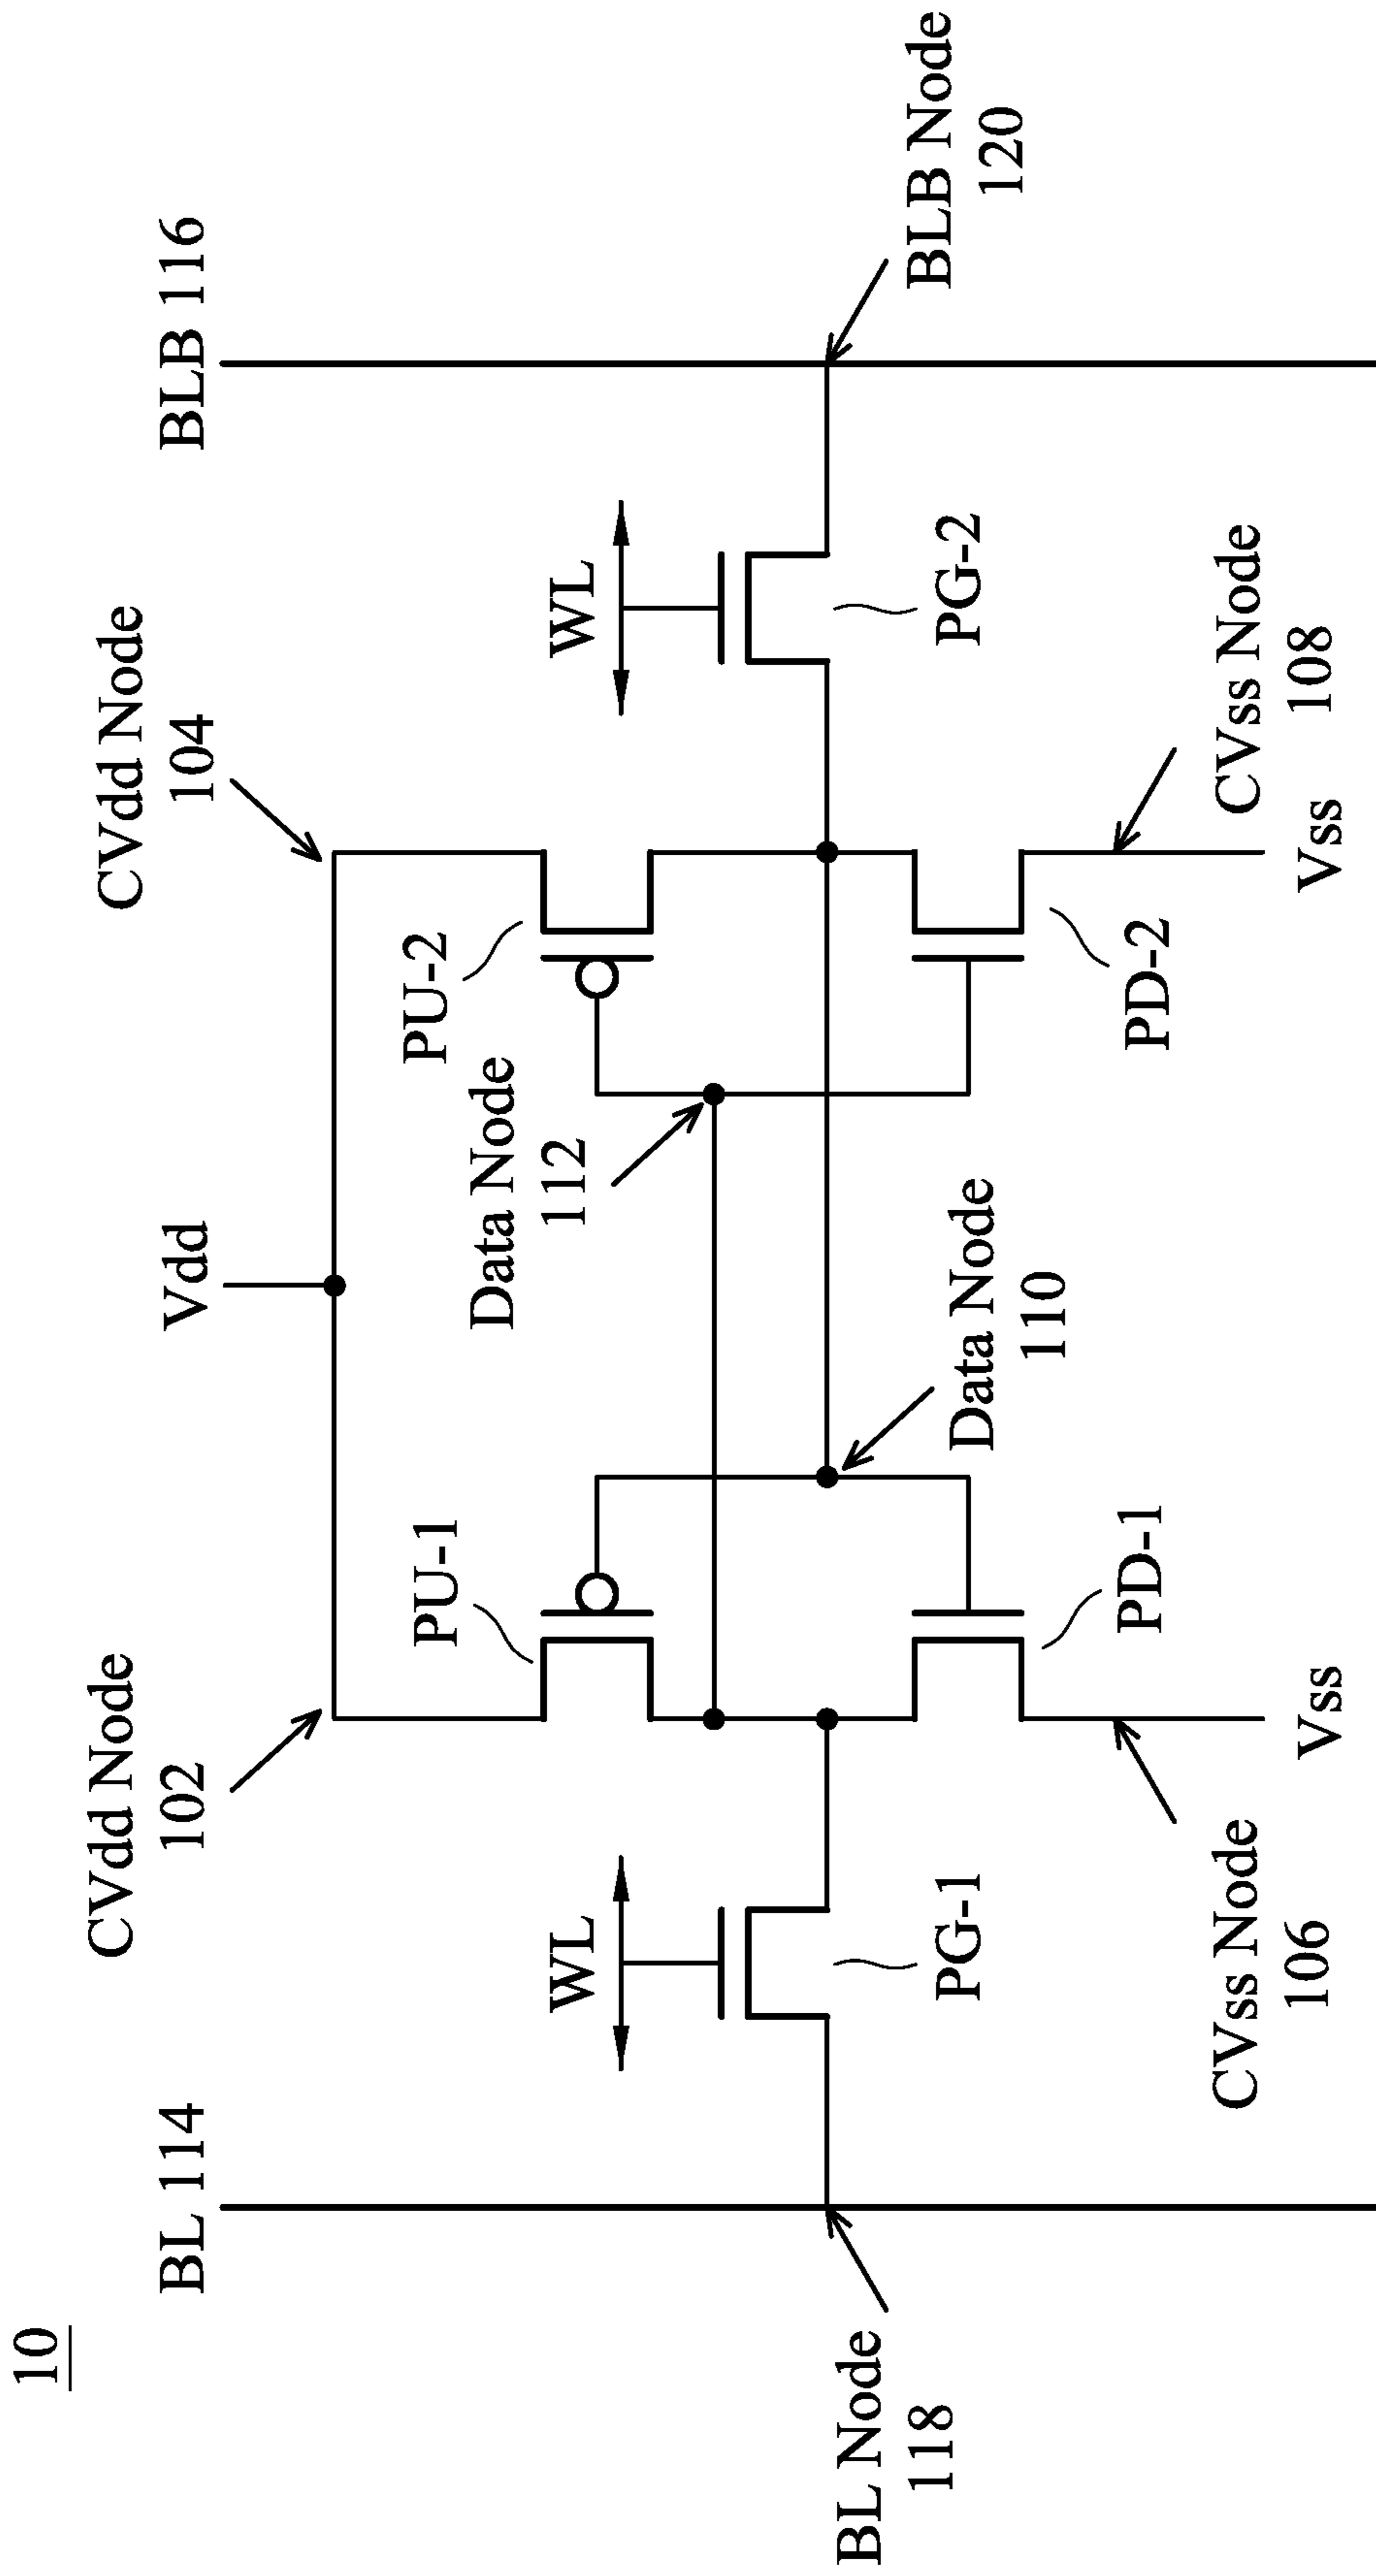 10
BL 114
CVdd Node
102
Vdd
CVdd Node
104
BLB 116
WL
PU-1
Data Node
112
PU-2
WL
BL Node
118
PG-1
Data Node
110
PG-2
BLB Node
120
PD-1
PD-2
CVss Node
106
Vss
Vss
CVss Node
108